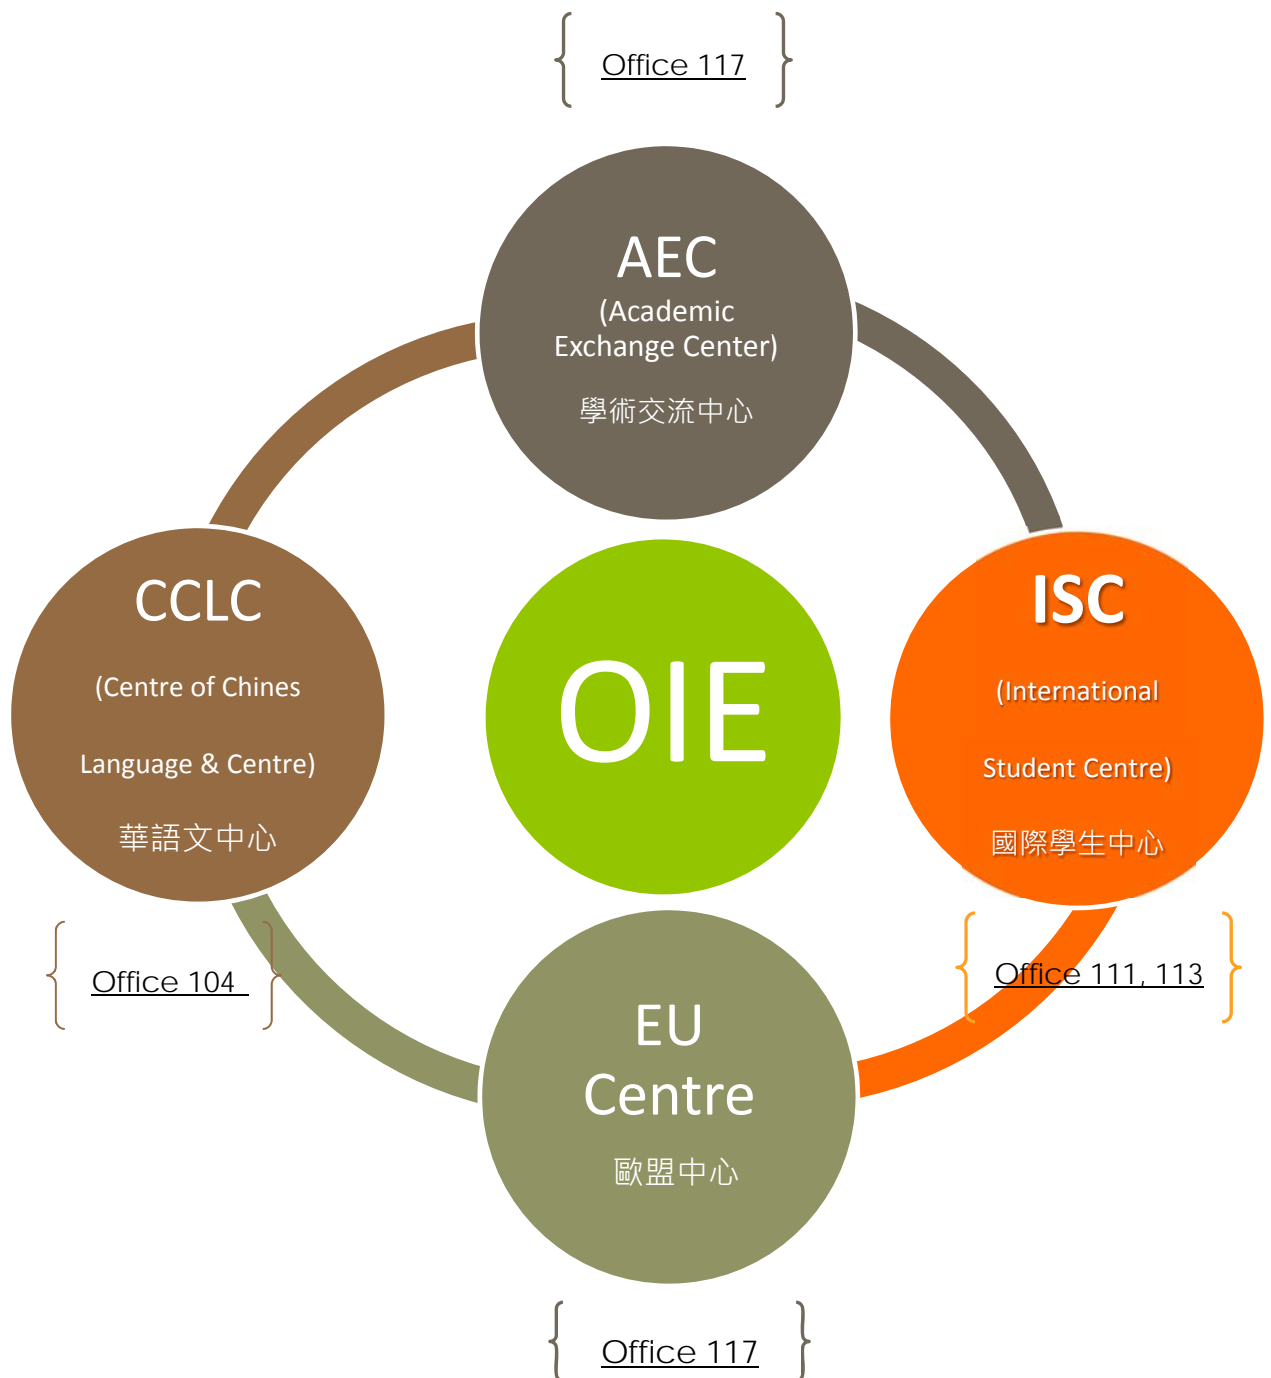 Office 117
AEC
(Academic
Exchange Center)
學術交流中心
CCLC
(Centre of Chines
Language & Centre)
華語文中心
Office 104
OIE
ISC
(International
Student Centre)
國際學生中心
Office 111, 113
EU
Centre
歐盟中心
Office 117